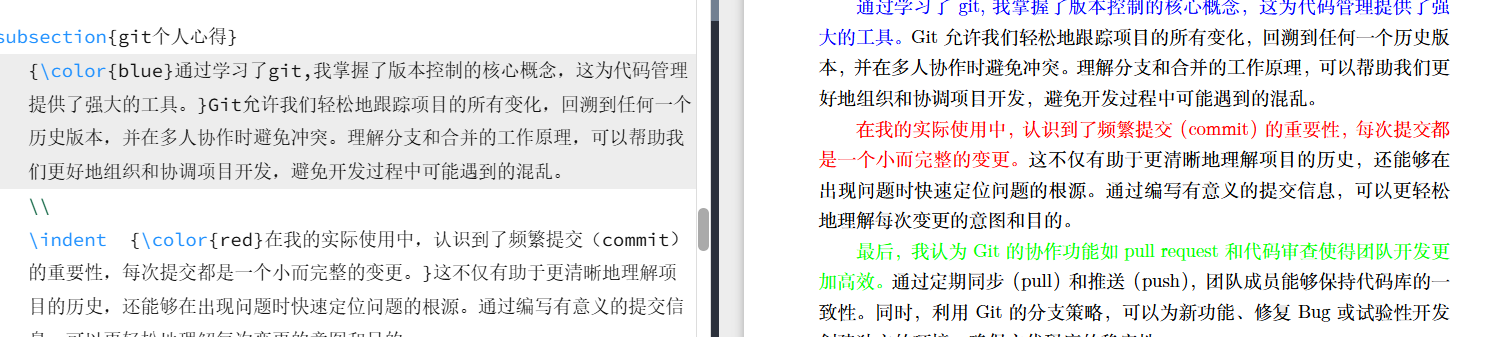 subsection{git个人心得}
{\color{blue}通过学习了git,我掌握了版本控制的核心概念，这为代码管理
提供了强大的工具。}Git允许我们轻松地跟踪项目的所有变化，回溯到任何一个
历史版本，并在多人协作时避免冲突。理解分支和合并的工作原理，可以帮助我
们更好地组织和协调项目开发，避免开发过程中可能遇到的混乱。
\\
\indent {\color{red}在我的实际使用中，认识到了频繁提交（commit）
的重要性，每次提交都是一个小而完整的变更。}这不仅有助于更清晰地理解项
目的历史，还能够在出现问题时快速定位问题的根源。通过编写有意义的提交信
息，可以更轻松地理解每次变更的意图和目的。
通过学习了 git, 我掌握了版本控制的核心概念，这为代码管理提供了强
大的工具。Git 允许我们轻松地跟踪项目的所有变化，回溯到任何一个历史版
本，并在多人协作时避免冲突。理解分支和合并的工作原理，可以帮助我们更
好地组织和协调项目开发，避免开发过程中可能遇到的混乱。
在我的实际使用中，认识到了频繁提交（commit）的重要性，每次提交都
是一个小而完整的变更。这不仅有助于更清晰地理解项目的历史，还能够在
出现问题时快速定位问题的根源。通过编写有意义的提交信息，可以更轻松
地理解每次变更的意图和目的。
最后，我认为 Git 的协作功能如 pull request 和代码审查使得团队开发更
加高效。通过定期同步（pull）和推送（push），团队成员能够保持代码库的一
致性。同时，利用 Git 的分支策略，可以为新功能、修复 Bug 或试验性开发